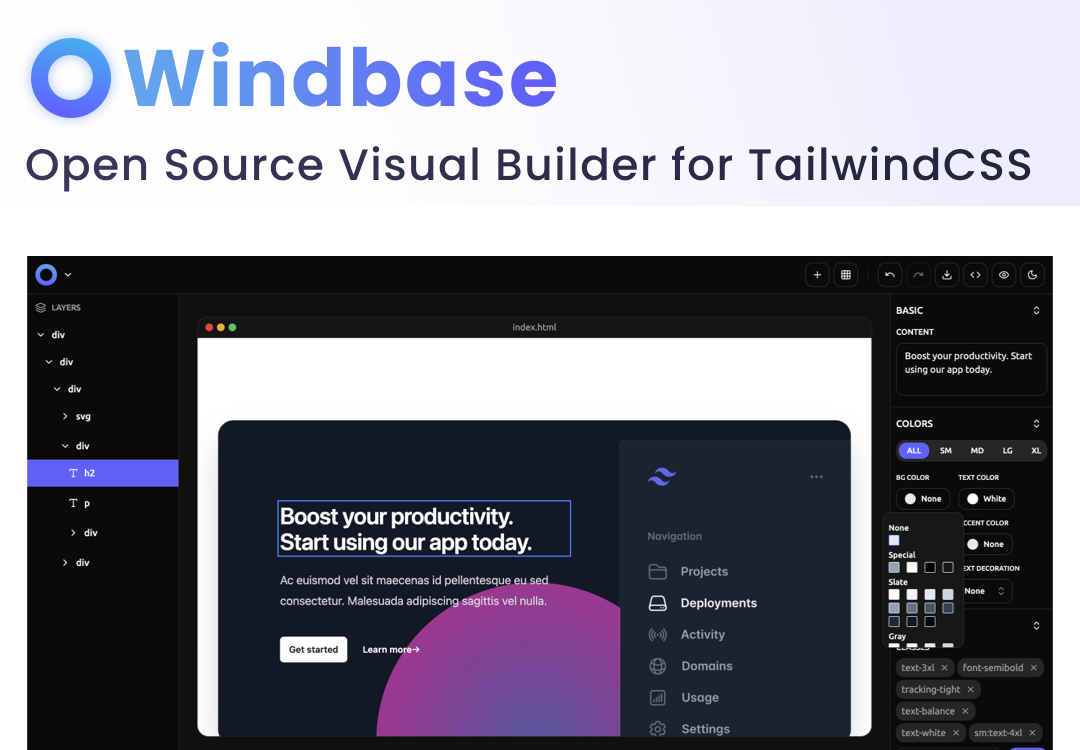 Windbase
Open Source Visual Builder for TailwindCSS
LAYERS
div
div
div
svg
div
h2
p
div
div
index.html
Boost your productivity.
Start using our app today.
Ac euismod vel sit maecenas id pellentesque eu sed
consectetur. Malesuada adipiscing sagittis vel nulla.
Get started
Learn more→
Navigation
Projects
Deployments
Activity
Domains
Usage
Settings
BASIC
CONTENT
Boost your productivity. Start
using our app today.
COLORS
ALL SM MD LG XL
BG COLOR TEXT COLOR
None White
None
Special
Slate
Gray
CCENT COLOR
None
EXT DECORATION
None
text-3xl × font-semibold ×
tracking-tight ×
text-balance ×
text-white × sm:text-4xl ×